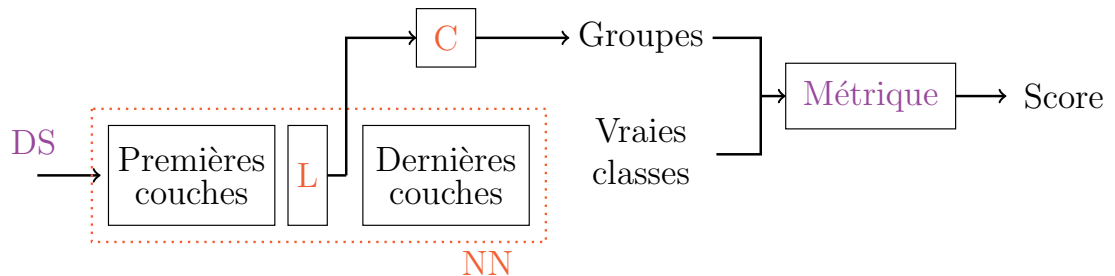 C
Groupes
Métrique
Score
DS
Premières
couches
L
Dernières
couches
Vraies
classes
NN